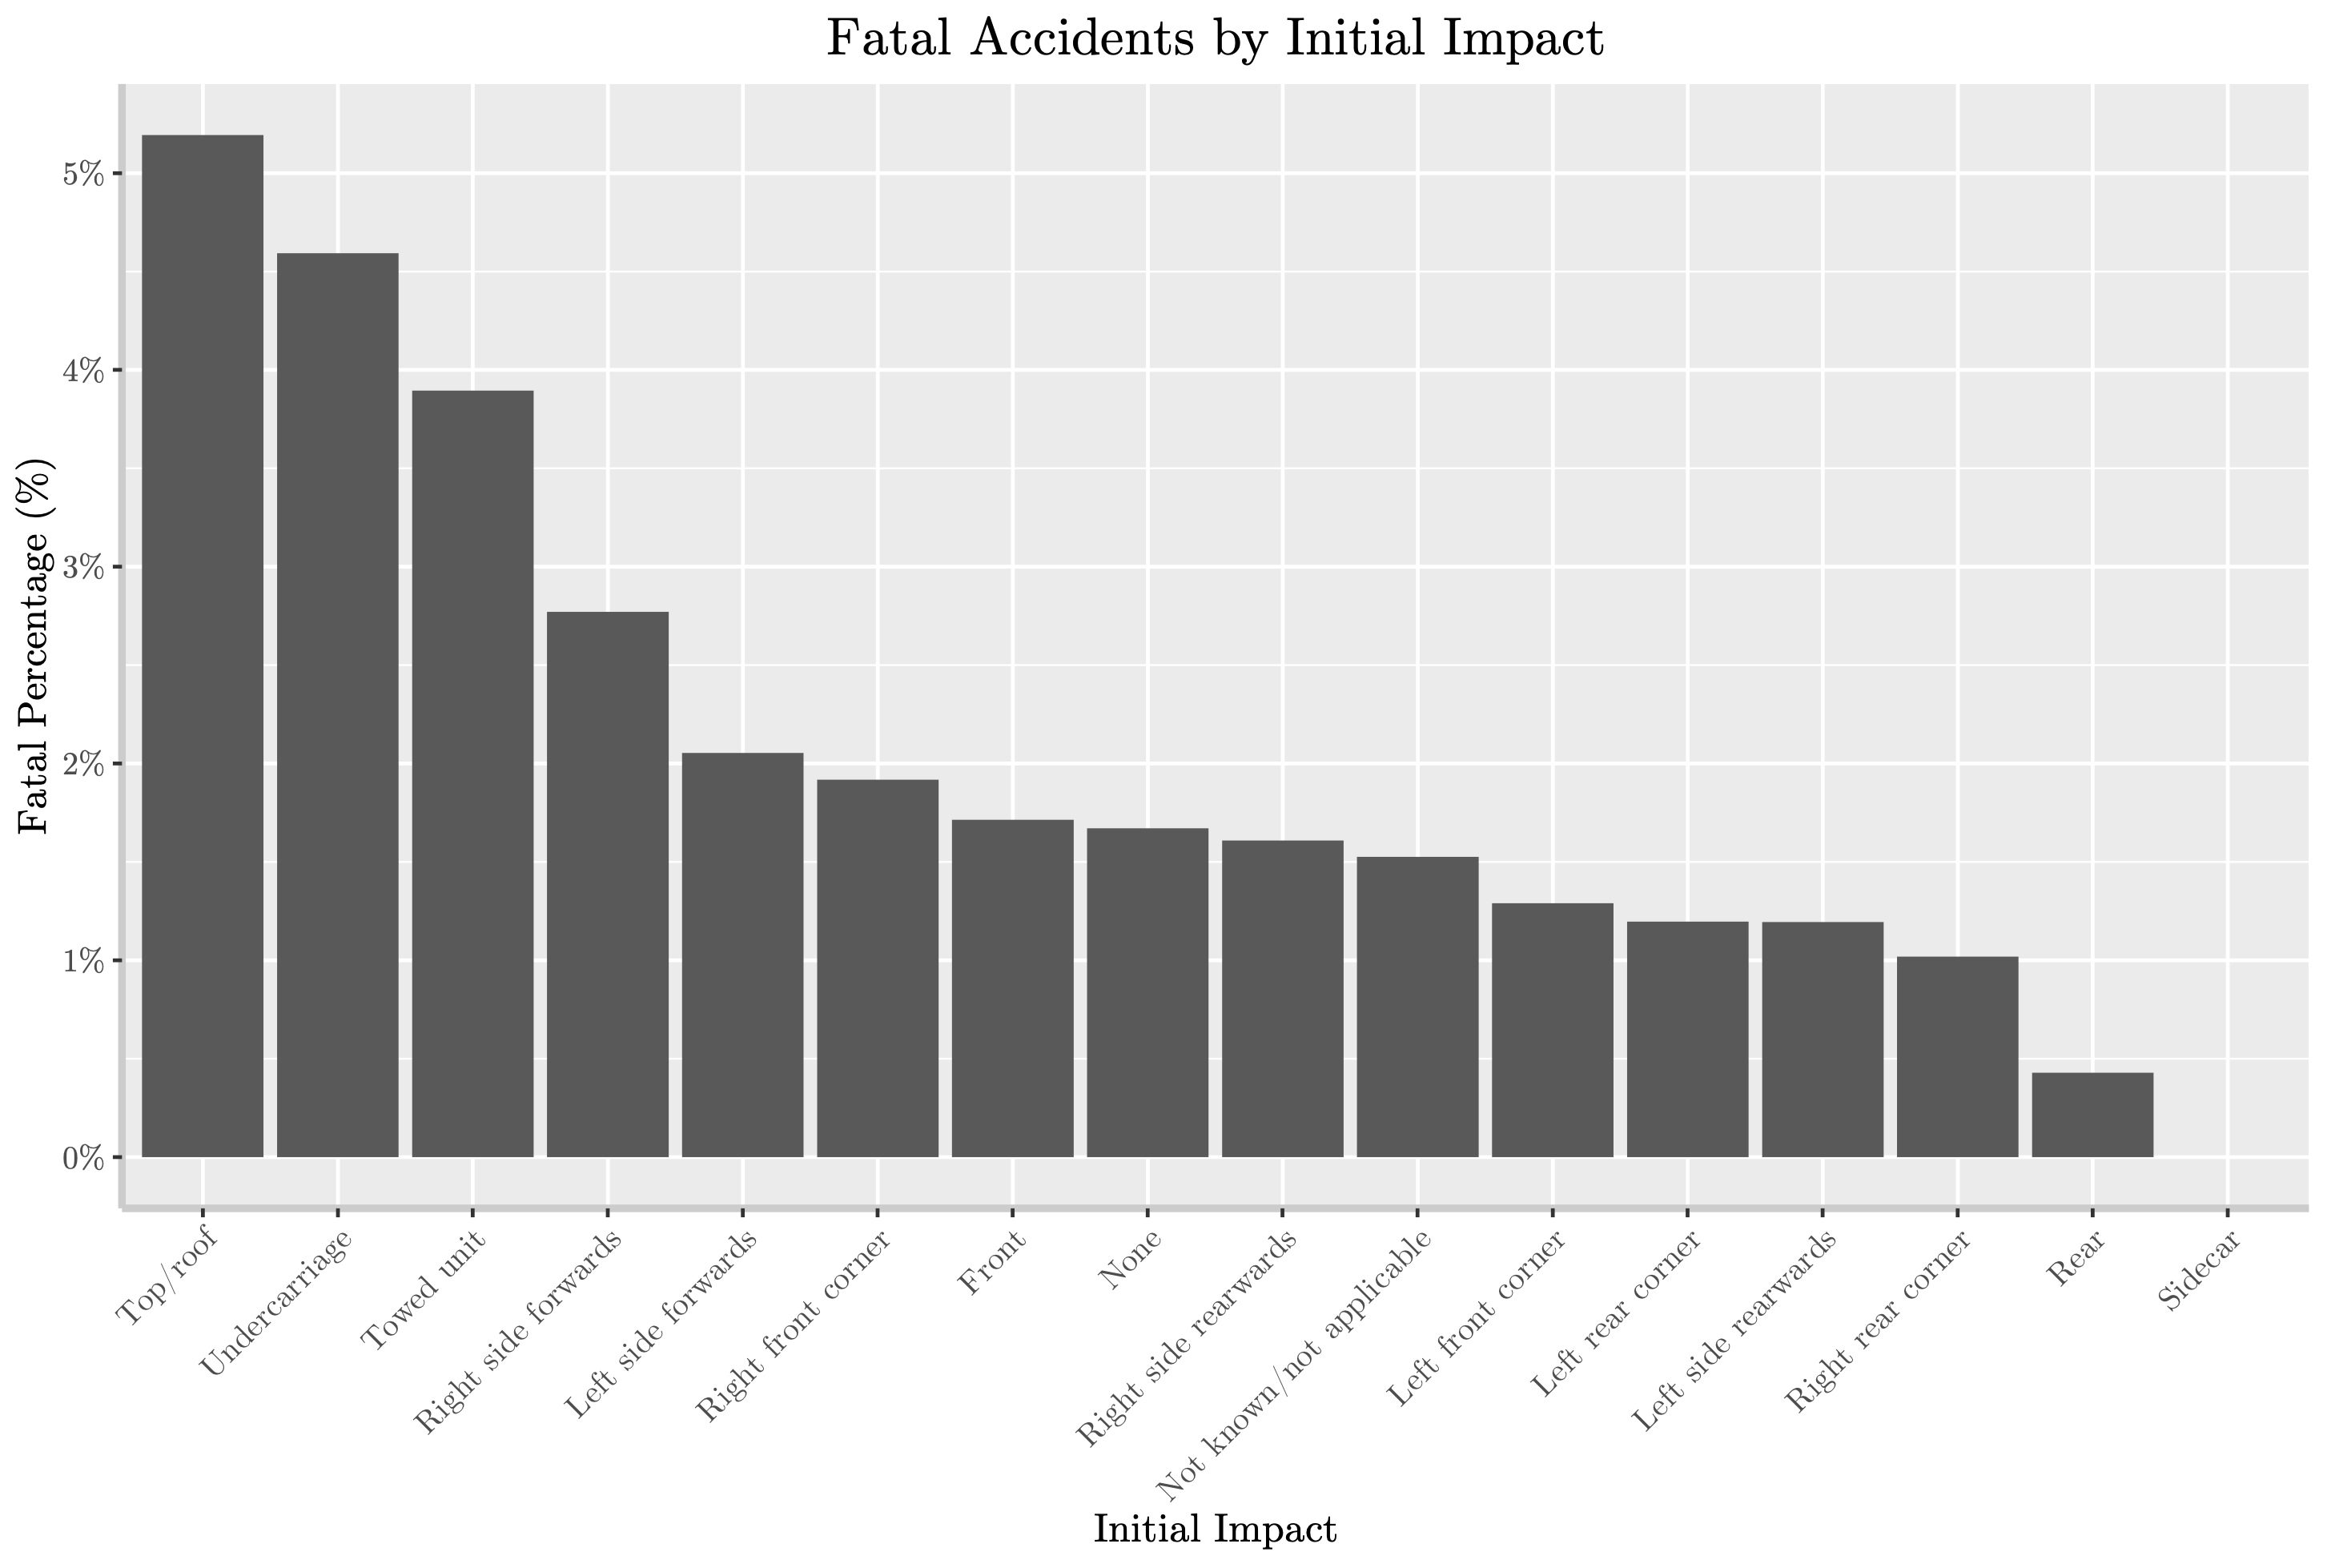 Fatal Accidents by Initial Impact
Fatal Percentage (%)
5%
4%
3%
2%
1%
0%
Top/roof
Undercarriage
Towed unit
Right side forwards
Left side forwards
Right front corner
Front
None
Right side rearwards
Not known/not applicable
Left front corner
Left rear corner
Left side rearwards
Right rear corner
Rear
Sidecar
Initial Impact